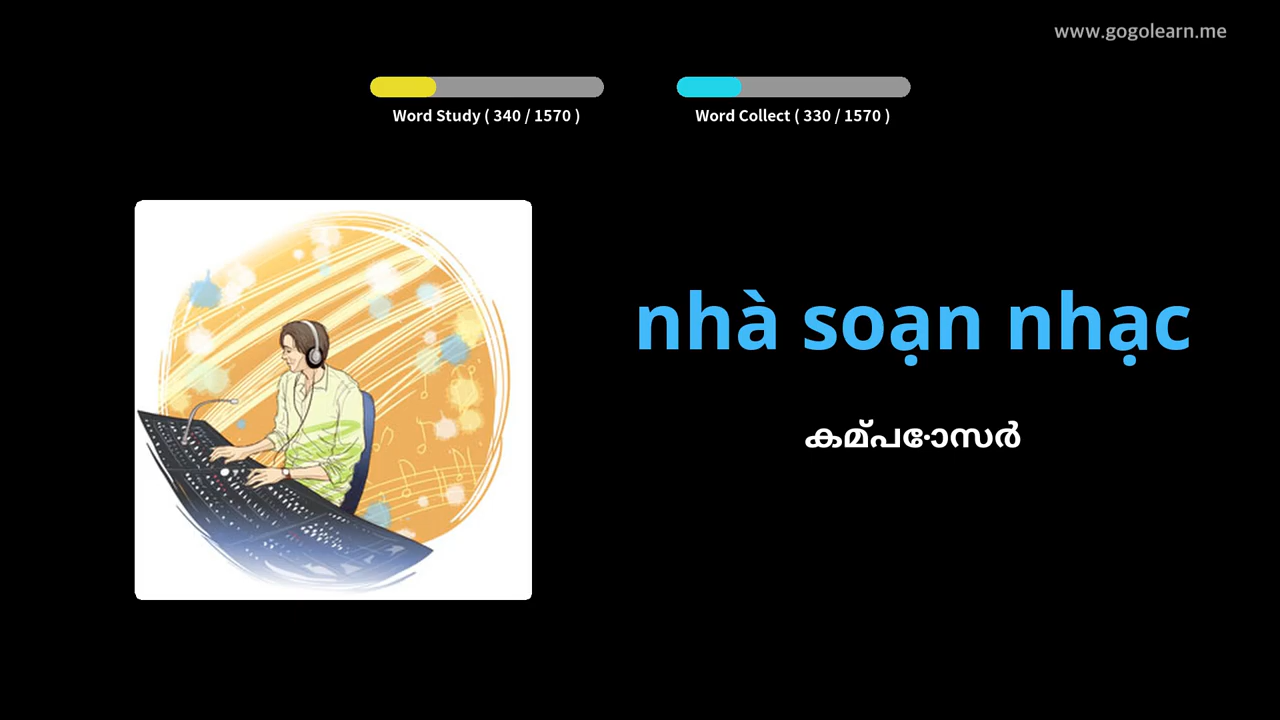 www.gogolearn.me
Word Study ( 340 / 1570 )
Word Collect ( 330 / 1570 )
nhà soạn nhạc
കമ്പോസർ